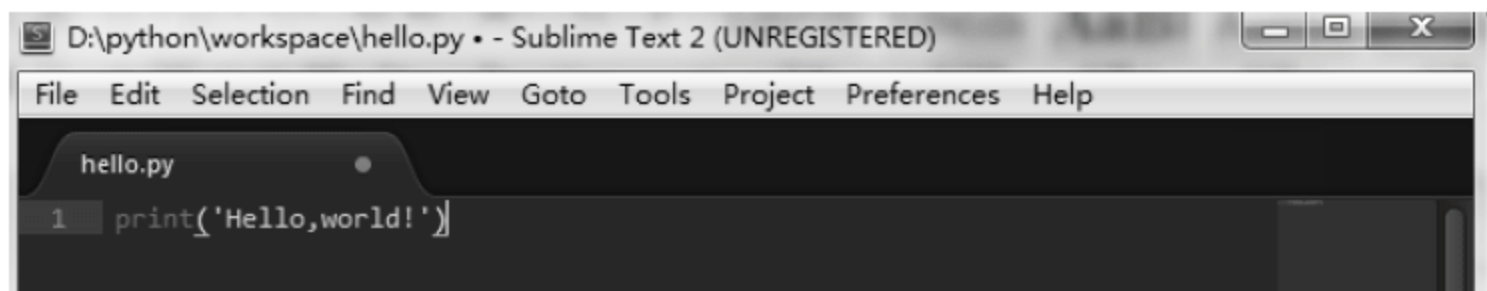 D:\python\workspace\hello.py • - Sublime Text 2 (UNREGISTERED)
File Edit Selection Find View Goto Tools Project Preferences Help
hello.py
1 print('Hello,world!')